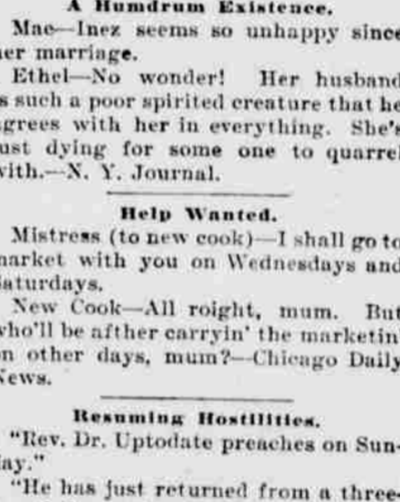 A Humdrum Existence.
Mae—Inez seems so unhappy since
her marriage.
Ethel—No wonder! Her husband
is such a poor spirited creature that he
agrees with her in everything. She's
just dying for some one to quarrel
with.—N. Y. Journal.
Help Wanted.
Mistress (to new cook)—I shall go to
market with you on Wednesdays and
Saturdays.
New Cook—All roight, mum. But
who'll be afther carryin' the marketin'
on other days, mum?—Chicago Daily
News.
Resuming Hostilities.
"Rev. Dr. Uptodate preaches on Sun-
day."
"He has just returned from a three-